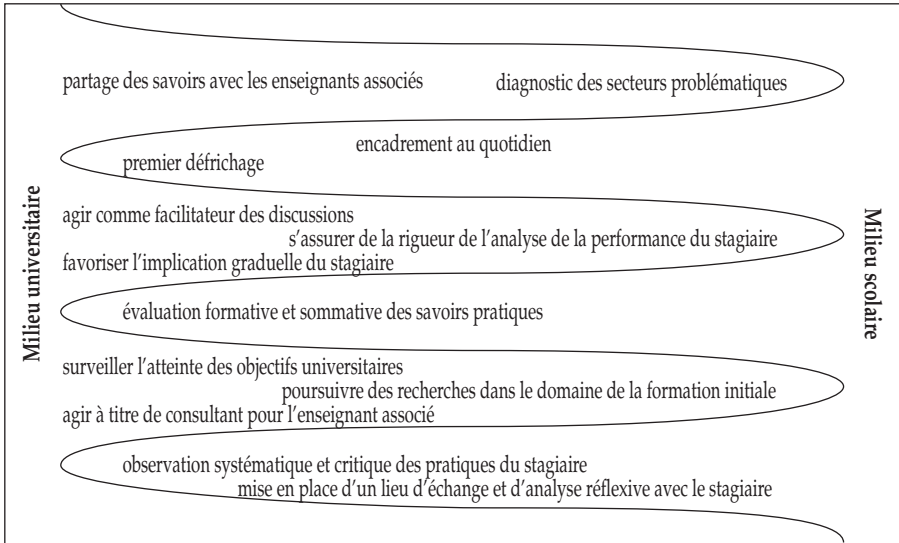 partage des savoirs avec les enseignants associés
diagnostic des secteurs problématiques
encadrement au quotidien
premier défrichage
Milieu universitaire
agir comme facilitateur des discussions
s’assurer de la rigueur de l’analyse de la performance du stagiaire
favoriser l’implication graduelle du stagiaire
Milieu scolaire
évaluation formative et sommative des savoirs pratiques
surveiller l’atteinte des objectifs universitaires
poursuivre des recherches dans le domaine de la formation initiale
agir à titre de consultant pour l’enseignant associé
observation systématique et critique des pratiques du stagiaire
mise en place d’un lieu d’échange et d’analyse réflexive avec le stagiaire